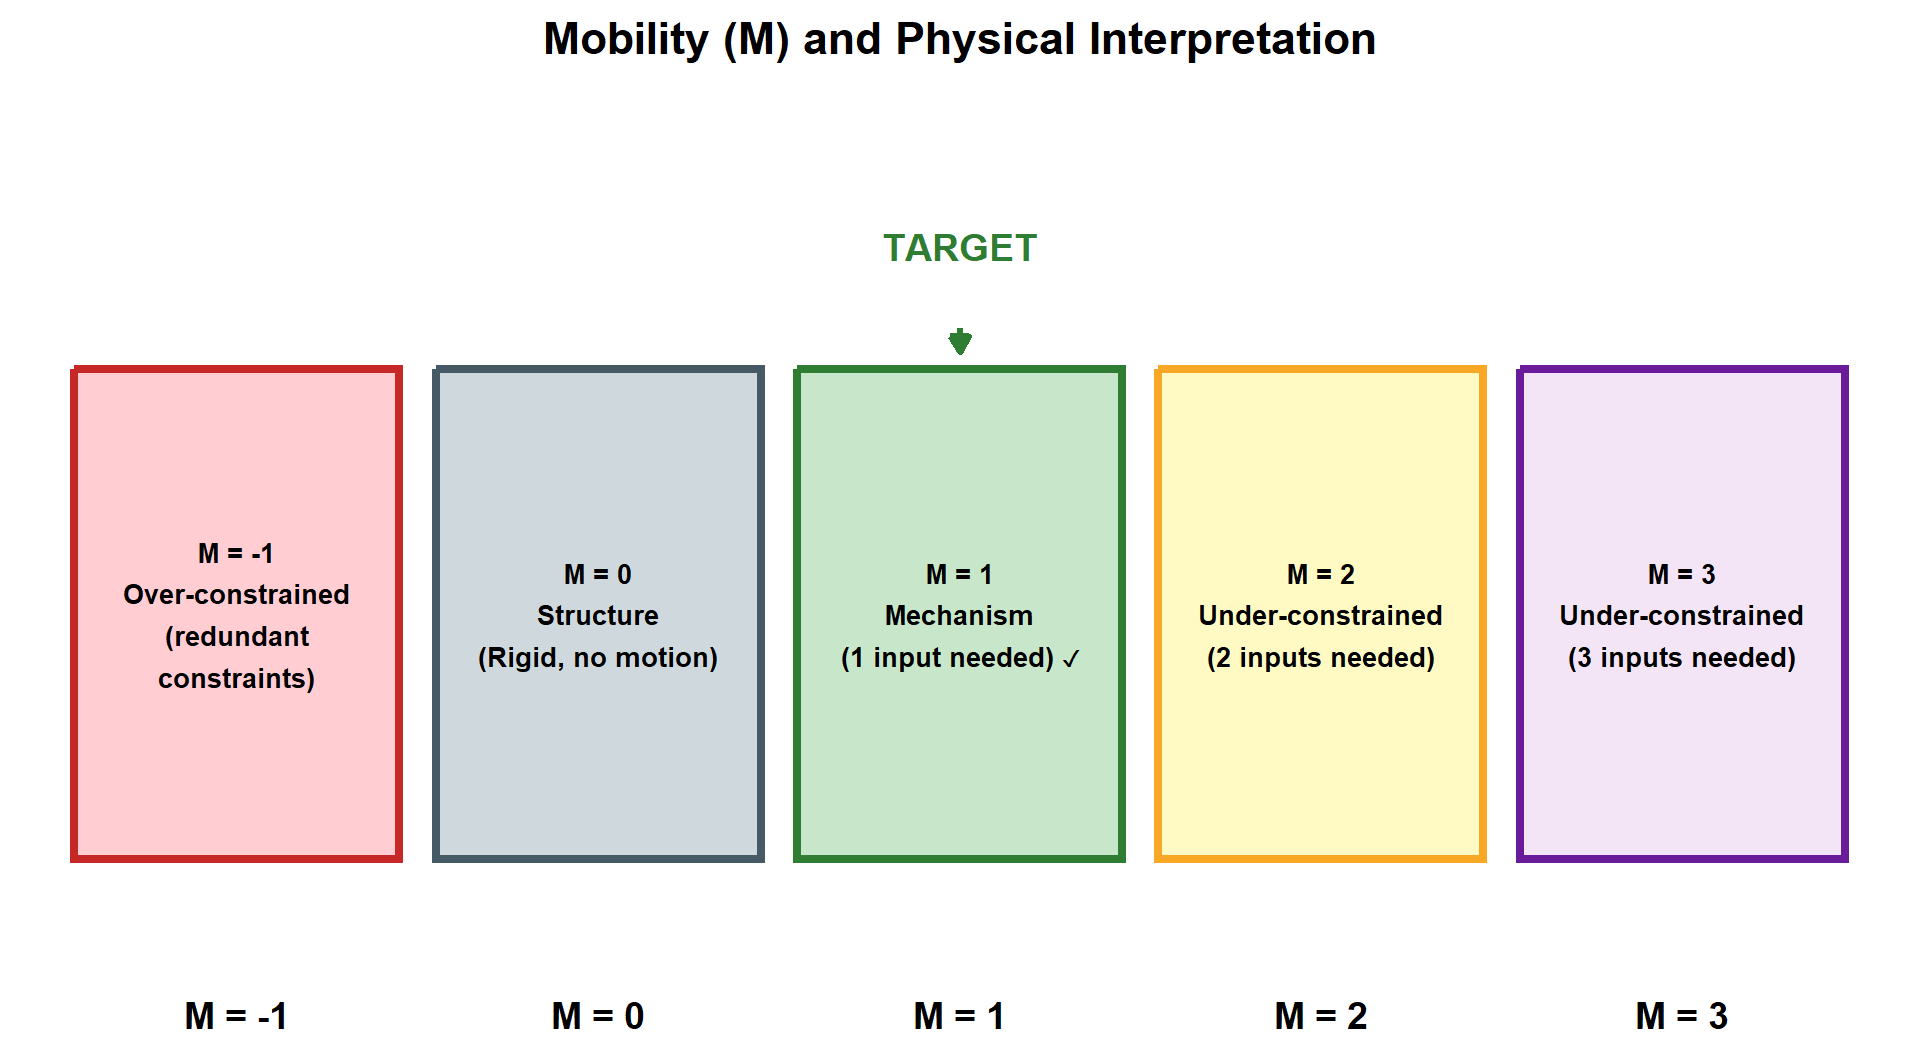 Mobility (M) and Physical Interpretation
TARGET
M = -1
Over-constrained
(redundant
constraints)
M = 0
Structure
(Rigid, no motion)
M = 1
Mechanism
(1 input needed) ✓
M = 2
Under-constrained
(2 inputs needed)
M = 3
Under-constrained
(3 inputs needed)
M = -1
M = 0
M = 1
M = 2
M = 3